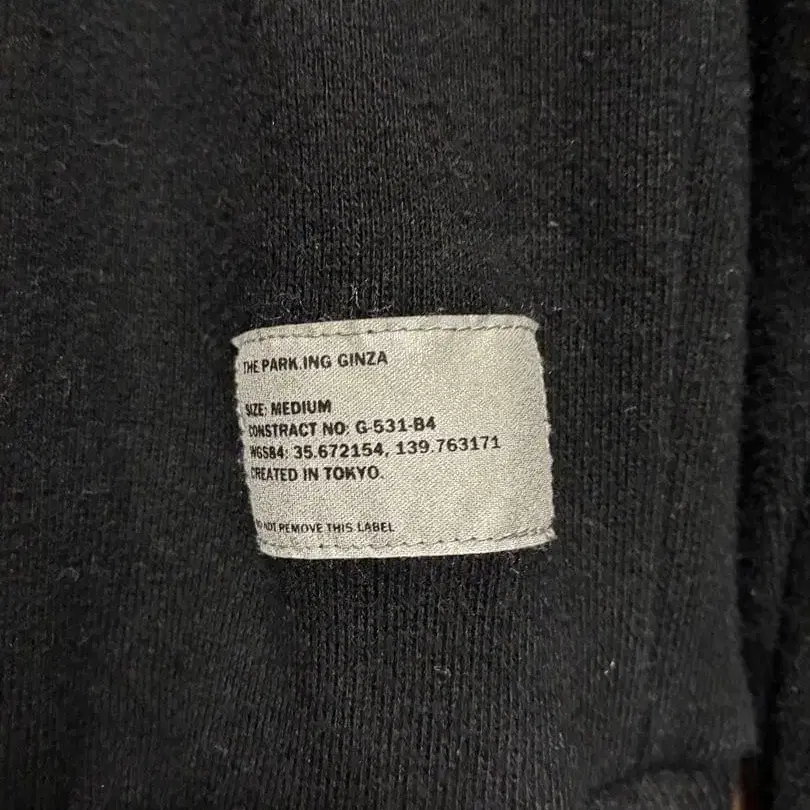 THE PARK.ING GINZA
SIZE: MEDIUM
CONSTRACT NO: G-531-B4
WGS84: 35.672154, 139.763171
CREATED IN TOKYO.
DO NOT REMOVE THIS LABEL